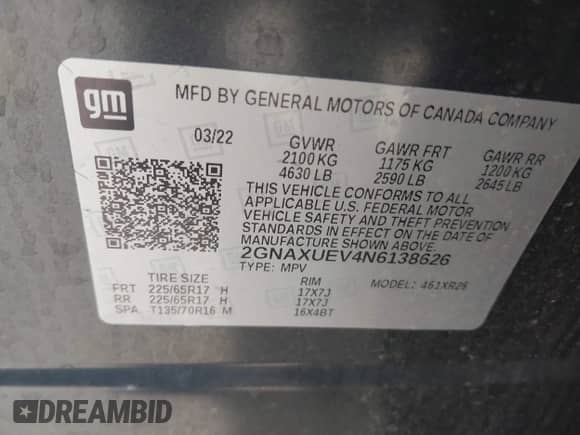 gm
MFD BY GENERAL MOTORS OF CANADA COMPANY
03/22 GVWR GAWR FRT GAWR RR
2100 KG 1175 KG 1200 KG
4630 LB 2590 LB 2645 LB
THIS VEHICLE CONFORMS TO ALL
APPLICABLE U.S. FEDERAL MOTOR
VEHICLE SAFETY AND THEFT PREVENTION
STANDARDS IN EFFECT ON THE DATE OF
MANUFACTURE SHOWN ABOVE.
2GNAXUEV4N6138626
TYPE: MPV MODEL: 461XR26
TIRE SIZE RIM
FRT 225/65R17 H 17X7J
RR 225/65R17 H 17X7J
SPA T135/70R16 M 16X4BT
DREAMBID